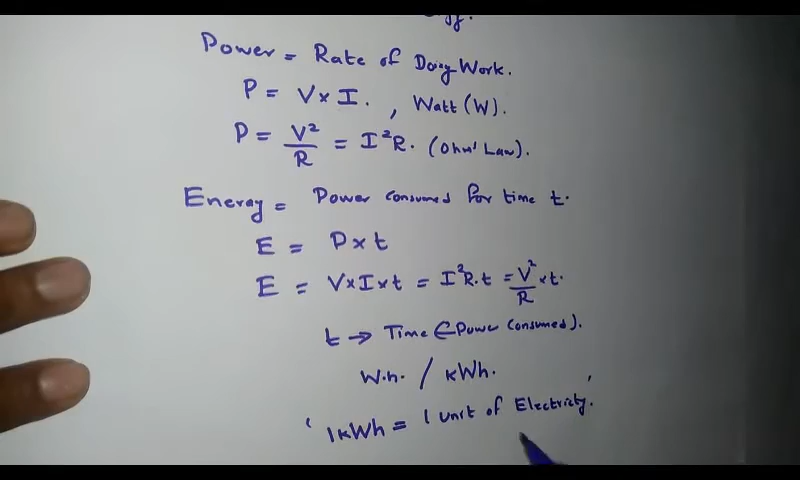 Power = Rate of Doing Work.
P = V×I. , Watt (W).
P = V²/R = I²R. (Ohm' Law).
Energy = Power consumed for time t.
E = P×t
E = V×I×t = I²R.t = V²/R ×t.
t → Time (Power Consumed).
W.h. / kWh.
' 1kWh = 1 unit of Electricity.'